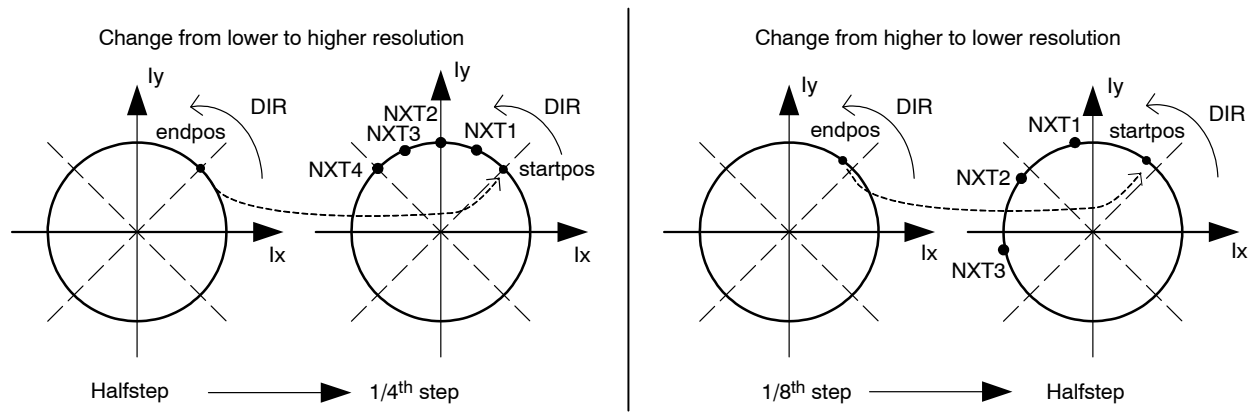 Change from lower to higher resolution
Iy
DIR
endpos
Ix
Iy
DIR
NXT2
NXT3
NXT1
NXT4
startpos
Ix
Halfstep
1/4th step
Change from higher to lower resolution
Iy
DIR
endpos
Ix
Iy
DIR
NXT1
startpos
NXT2
NXT3
Ix
1/8th step
Halfstep